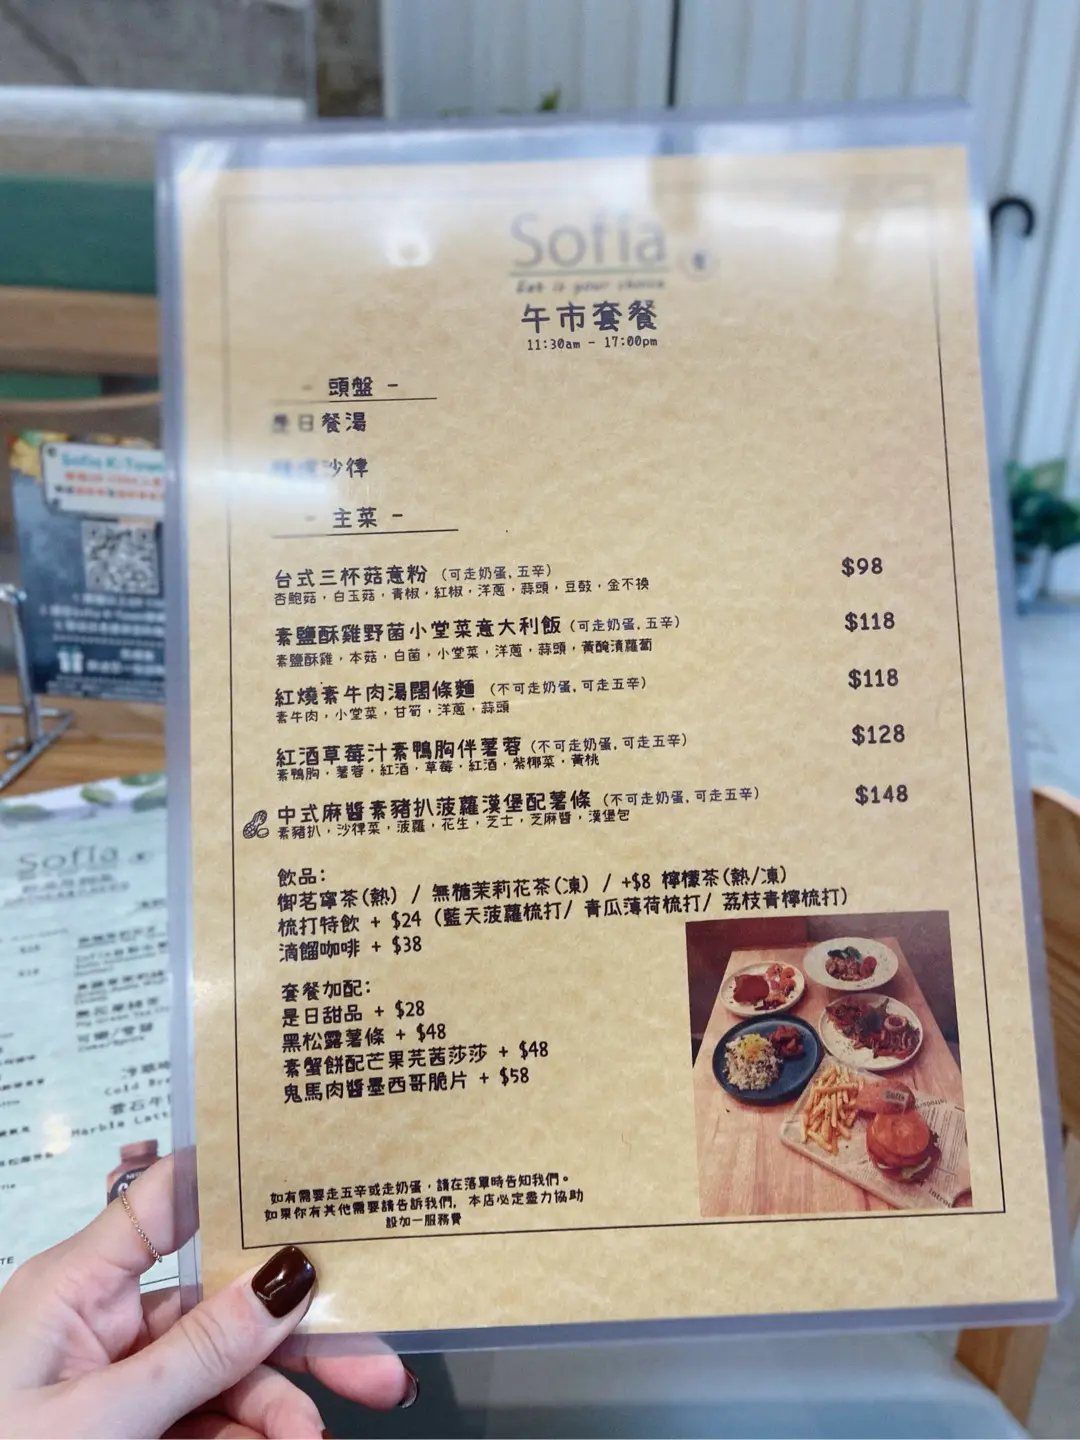 Sofia
Eat is your choice
午市套餐
11:30am - 17:00pm
- 頭盤 -
是日餐湯
沙律
- 主菜 -
台式三杯菇意粉 (可走奶蛋, 五辛) $98
杏鮑菇，白玉菇，青椒，紅椒，洋蔥，蒜頭，豆鼓，金不換
素鹽酥雞野菌小堂菜意大利飯 (可走奶蛋, 五辛) $118
素鹽酥雞，本菇，白菌，小堂菜，洋蔥，蒜頭，黃醃漬蘿蔔
紅燒素牛肉湯闊條麵 (不可走奶蛋, 可走五辛) $118
素牛肉，小堂菜，甘筍，洋蔥，蒜頭
紅酒草莓汁素鴨胸伴薯蓉 (不可走奶蛋, 可走五辛) $128
素鴨胸，薯蓉，紅酒，草莓，紅酒，紫椰菜，黃桃
中式麻醬素豬扒菠蘿漢堡配薯條 (不可走奶蛋, 可走五辛) $148
素豬扒，沙律菜，菠蘿，花生，芝士，芝麻醬，漢堡包
飲品:
御茗寧茶(熱) / 無糖茉莉花茶(凍) / +$8 檸檬茶(熱/凍)
梳打特飲 + $24 (藍天菠蘿梳打/ 青瓜薄荷梳打/ 荔枝青檸梳打)
滴餾咖啡 + $38
套餐加配:
是日甜品 + $28
黑松露薯條 + $48
素蟹餅配芒果芫茜莎莎 + $48
鬼馬肉醬墨西哥脆片 + $58
如有需要走五辛或走奶蛋，請在落單時告知我們。
如果你有其他需要請告訴我們, 本店必定盡力協助
設加一服務費
Sofia K-Town
Sofia
可樂/雪碧
Coke/Sprite
Marble Latte